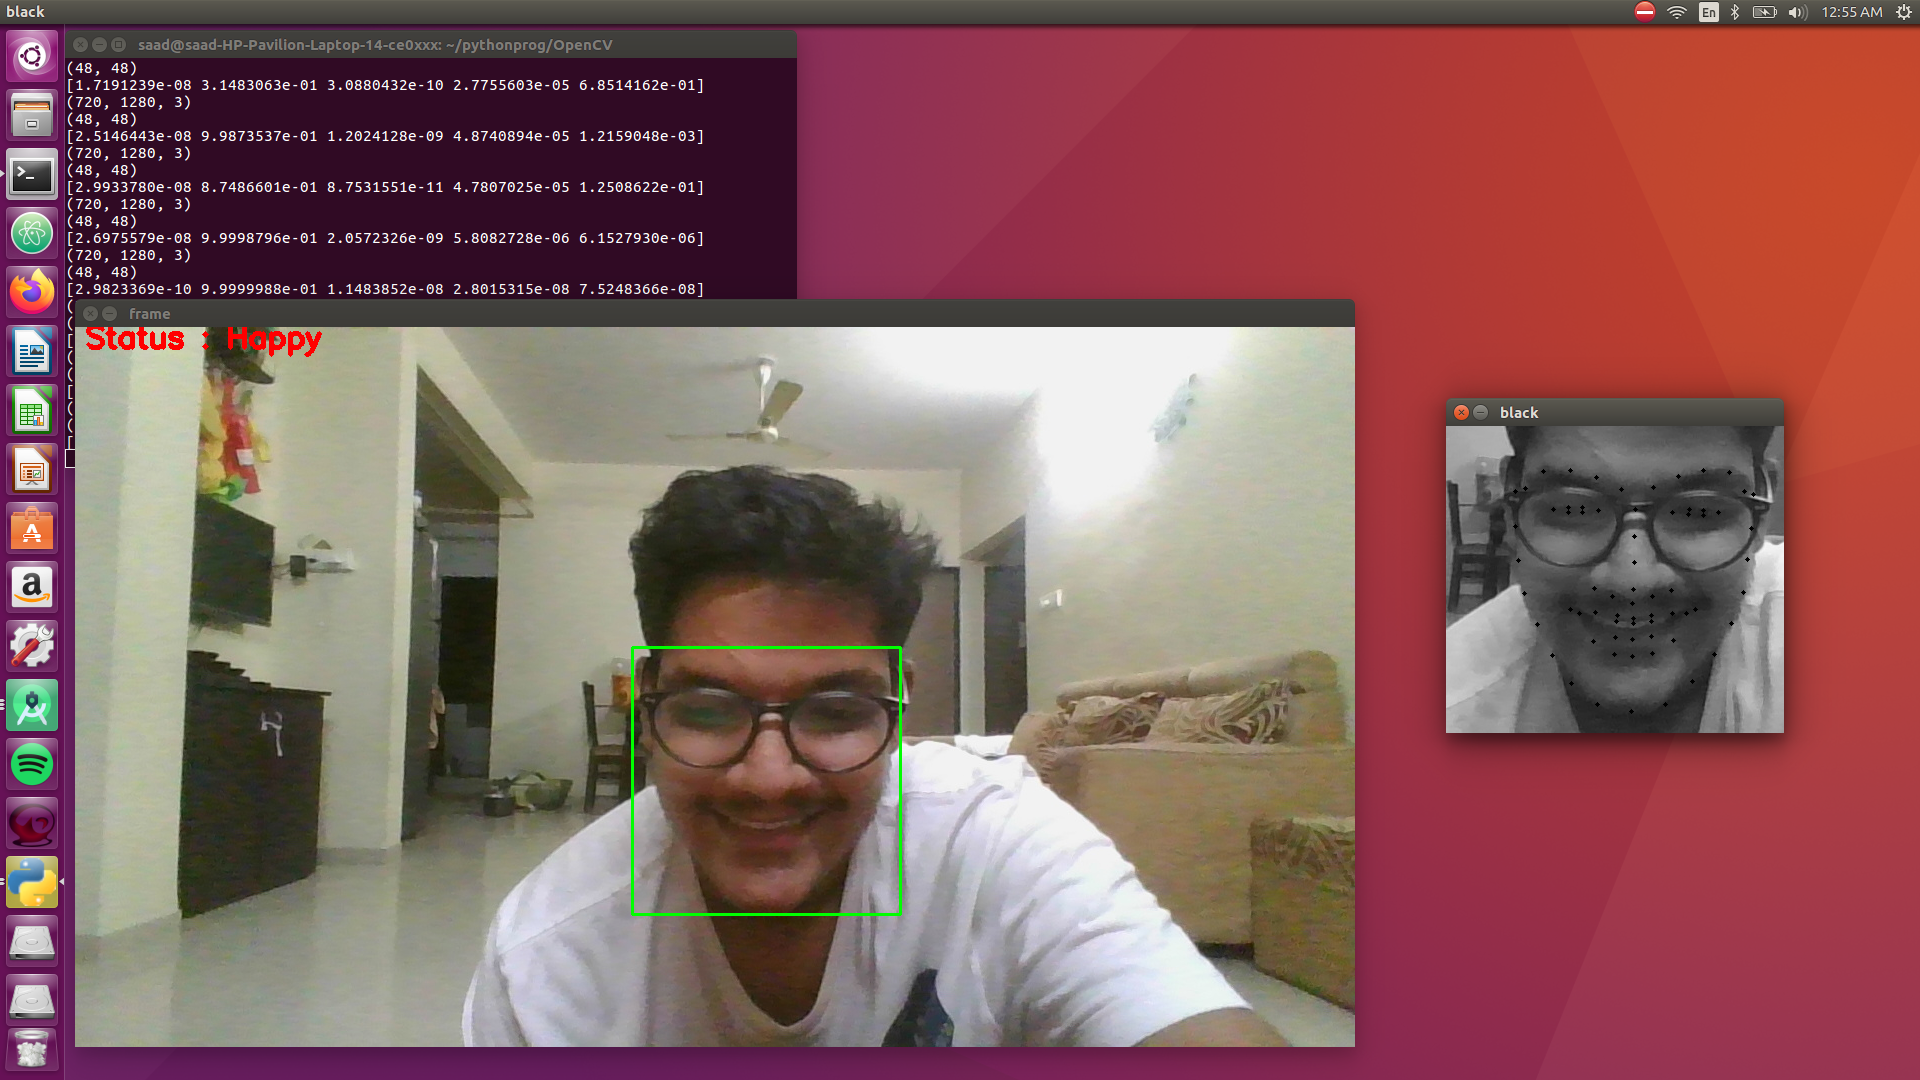 black
En
12:55 AM
saad@saad-HP-Pavilion-Laptop-14-ce0xxx: ~/pythonprog/OpenCV
(48, 48)
[1.7191239e-08 3.1483063e-01 3.0880432e-10 2.7755603e-05 6.8514162e-01]
(720, 1280, 3)
(48, 48)
[2.5146443e-08 9.9873537e-01 1.2024128e-09 4.8740894e-05 1.2159048e-03]
(720, 1280, 3)
(48, 48)
[2.9933780e-08 8.7486601e-01 8.7531551e-11 4.7807025e-05 1.2508622e-01]
(720, 1280, 3)
(48, 48)
[2.6975579e-08 9.9998796e-01 2.0572326e-09 5.8082728e-06 6.1527930e-06]
(720, 1280, 3)
(48, 48)
[2.9823369e-10 9.9999988e-01 1.1483852e-08 2.8015315e-08 7.5248366e-08]
(
(
[
(
(
[
(
(
[
frame
Status : Happy
black